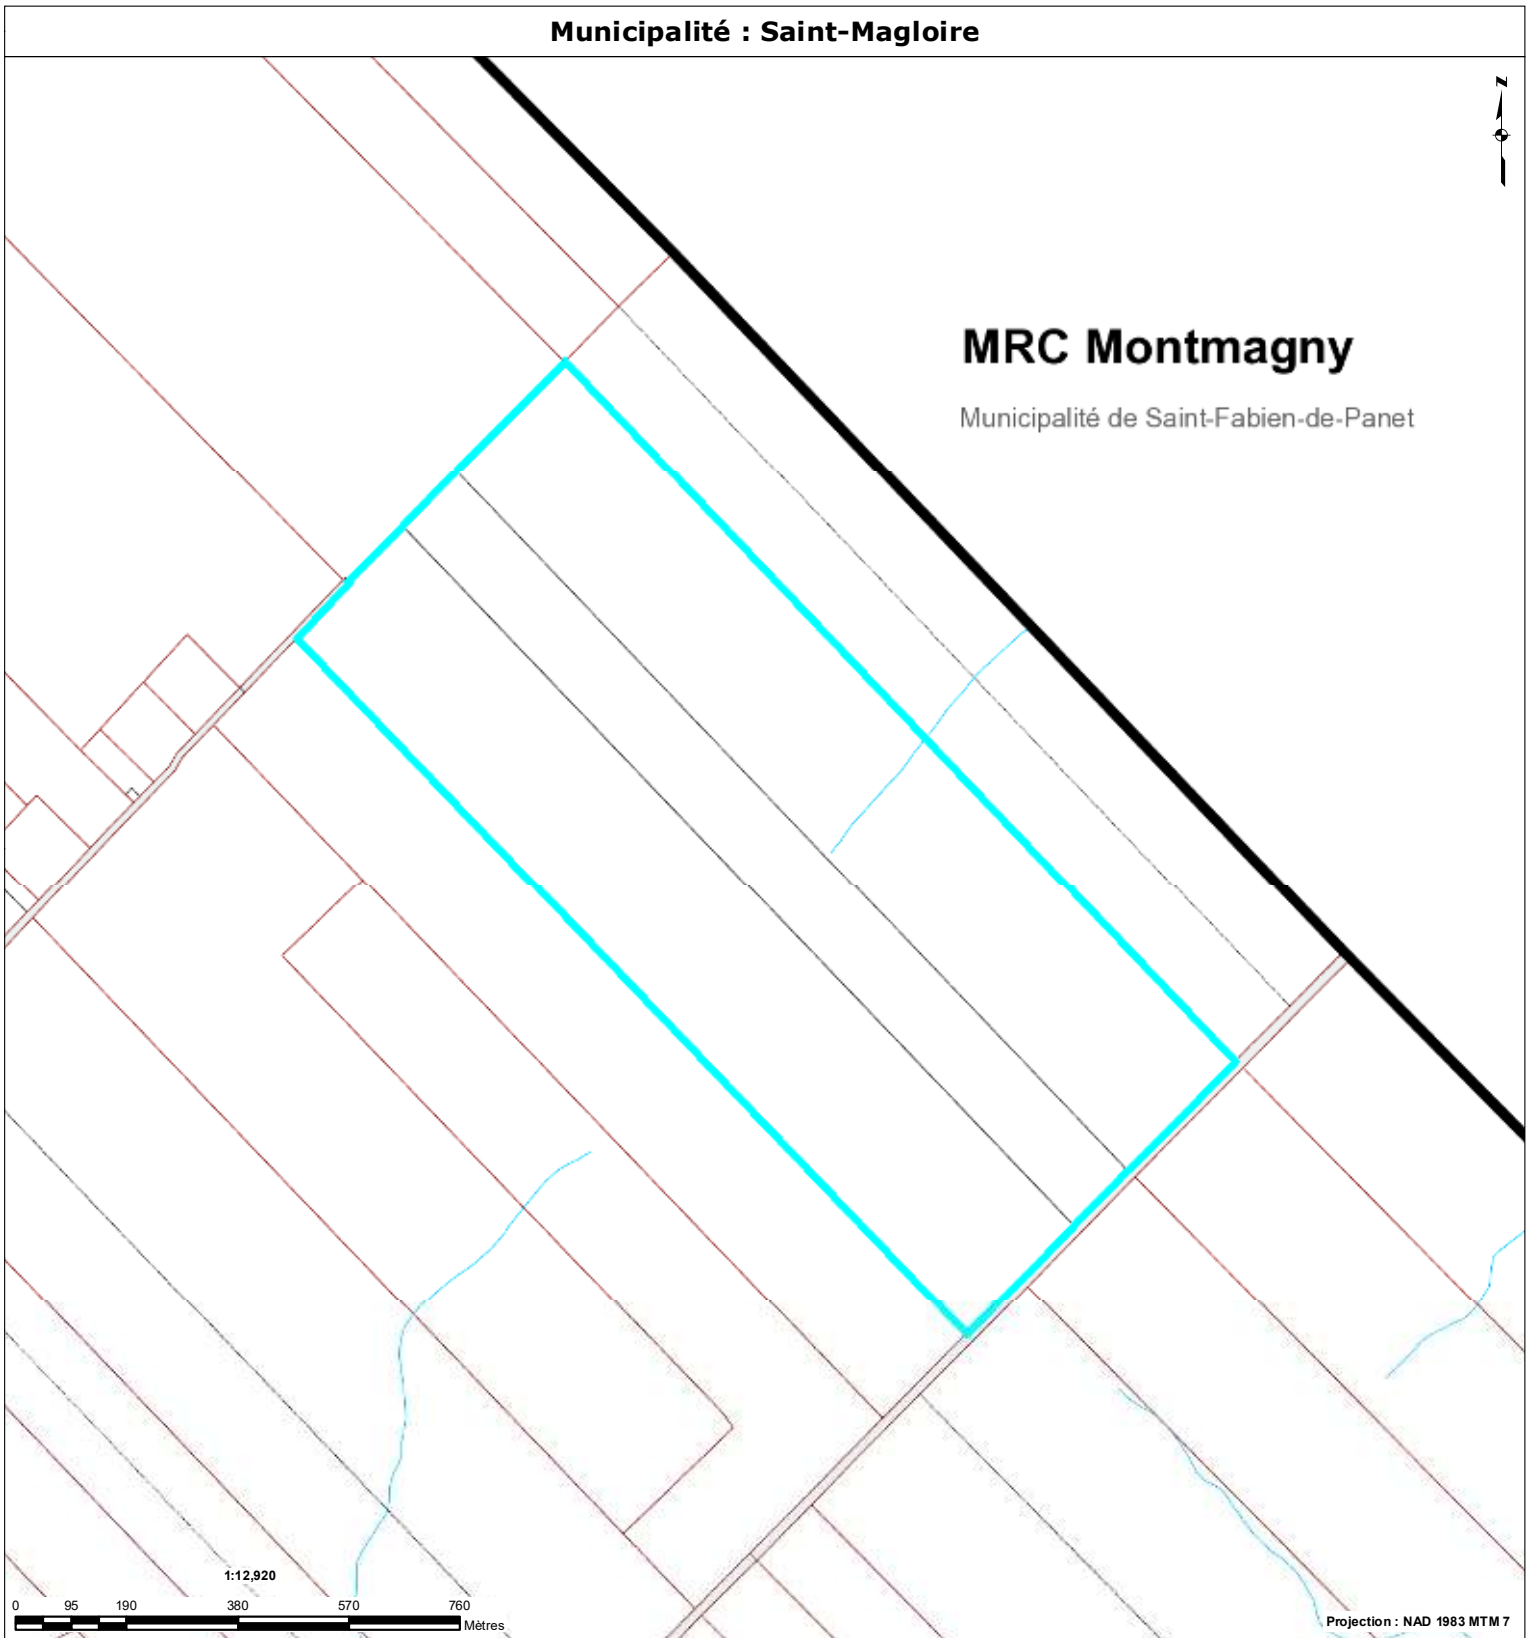 Municipalité : Saint-Magloire
Z
MRC Montmagny
Municipalité de Saint-Fabien-de-Panet
1:12,920
0 95 190 380 570 760
Mètres
Projection : NAD 1983 MTM 7